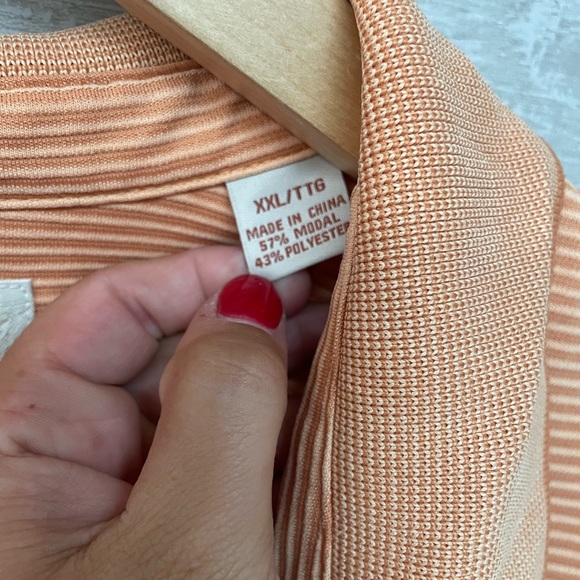 XXL/TTG
MADE IN CHINA
57% MODAL
43% POLYESTER